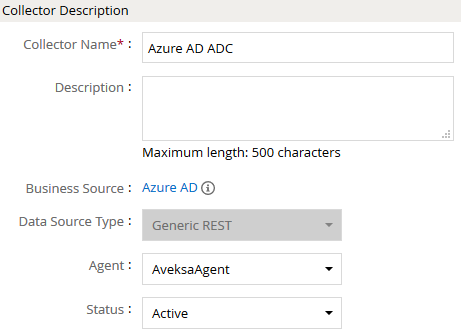 Collector Description
Collector Name* : Azure AD ADC
Description :
Maximum length: 500 characters
Business Source : Azure AD
Data Source Type : Generic REST
Agent : AveksaAgent
Status : Active